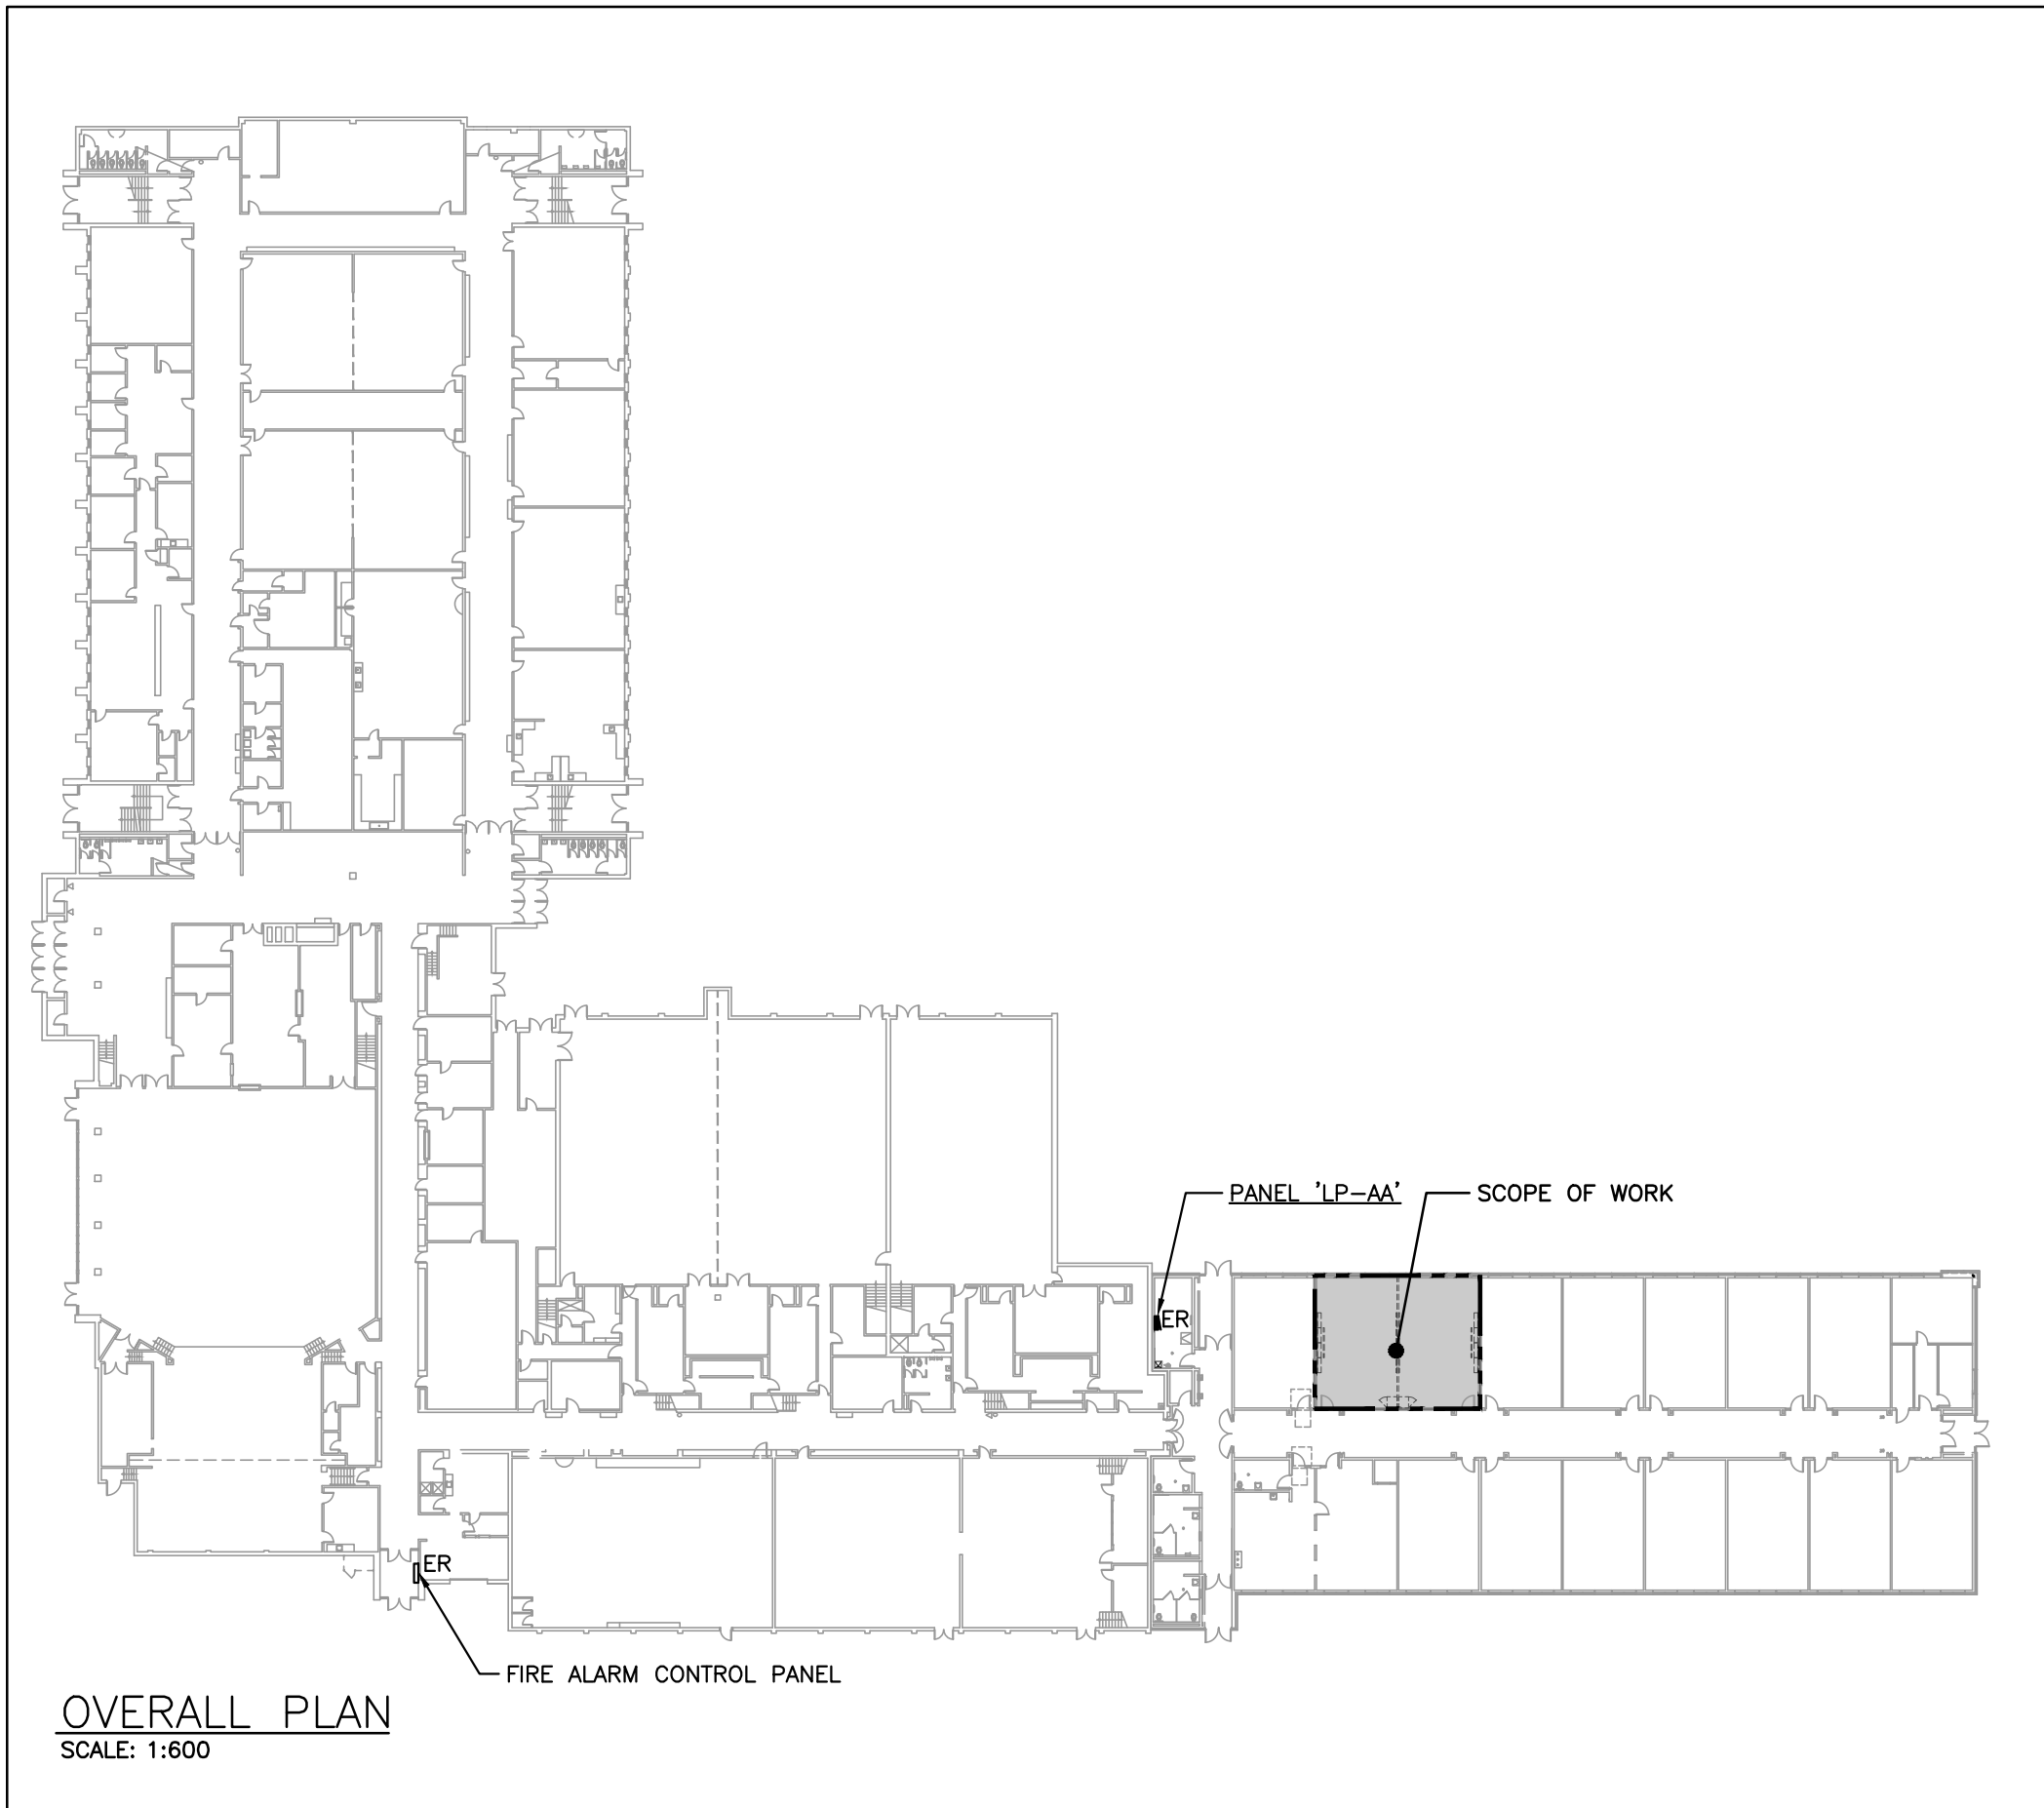 PANEL 'LP-AA'
SCOPE OF WORK
ER
ER
FIRE ALARM CONTROL PANEL
OVERALL PLAN
SCALE: 1:600